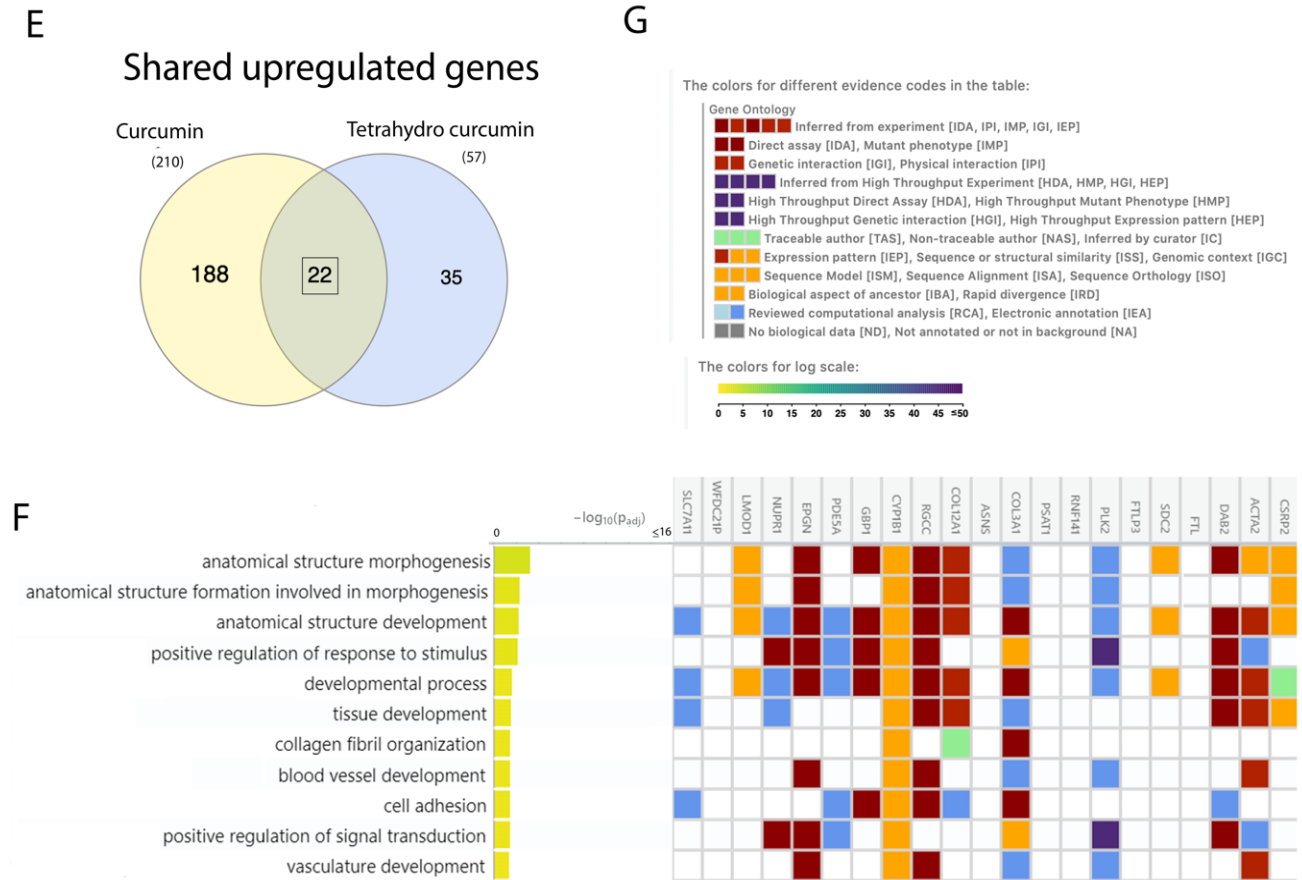 E
Shared upregulated genes
Curcumin
(210)
Tetrahydro curcumin
(57)
188
22
35
G
The colors for different evidence codes in the table:
Gene Ontology
Inferred from experiment [IDA, IPI, IMP, IGI, IEP]
Direct assay [IDA], Mutant phenotype [IMP]
Genetic interaction [IGI], Physical interaction [IPI]
Inferred from High Throughput Experiment [HDA, HMP, HGI, HEP]
High Throughput Direct Assay [HDA], High Throughput Mutant Phenotype [HMP]
High Throughput Genetic interaction [HGI], High Throughput Expression pattern [HEP]
Traceable author [TAS], Non-traceable author [NAS], Inferred by curator [IC]
Expression pattern [IEP], Sequence or structural similarity [ISS], Genomic context [IGC]
Sequence Model [ISM], Sequence Alignment [ISA], Sequence Orthology [ISO]
Biological aspect of ancestor [IBA], Rapid divergence [IRD]
Reviewed computational analysis [RCA], Electronic annotation [IEA]
No biological data [ND], Not annotated or not in background [NA]
The colors for log scale:
0 5 10 15 20 25 30 35 40 45 ≤50
F
0 -log10(padj) ≤16
SLC7A11 WFDC21P LMOD1 NUPR1 EPGN PDE5A GBP1 CYP1B1 RGCC COL12A1 ASNS COL3A1 PSAT1 RNF141 PLK2 FTLP3 SDC2 FTL DAB2 ACTA2 CSRP2
anatomical structure morphogenesis
anatomical structure formation involved in morphogenesis
anatomical structure development
positive regulation of response to stimulus
developmental process
tissue development
collagen fibril organization
blood vessel development
cell adhesion
positive regulation of signal transduction
vasculature development